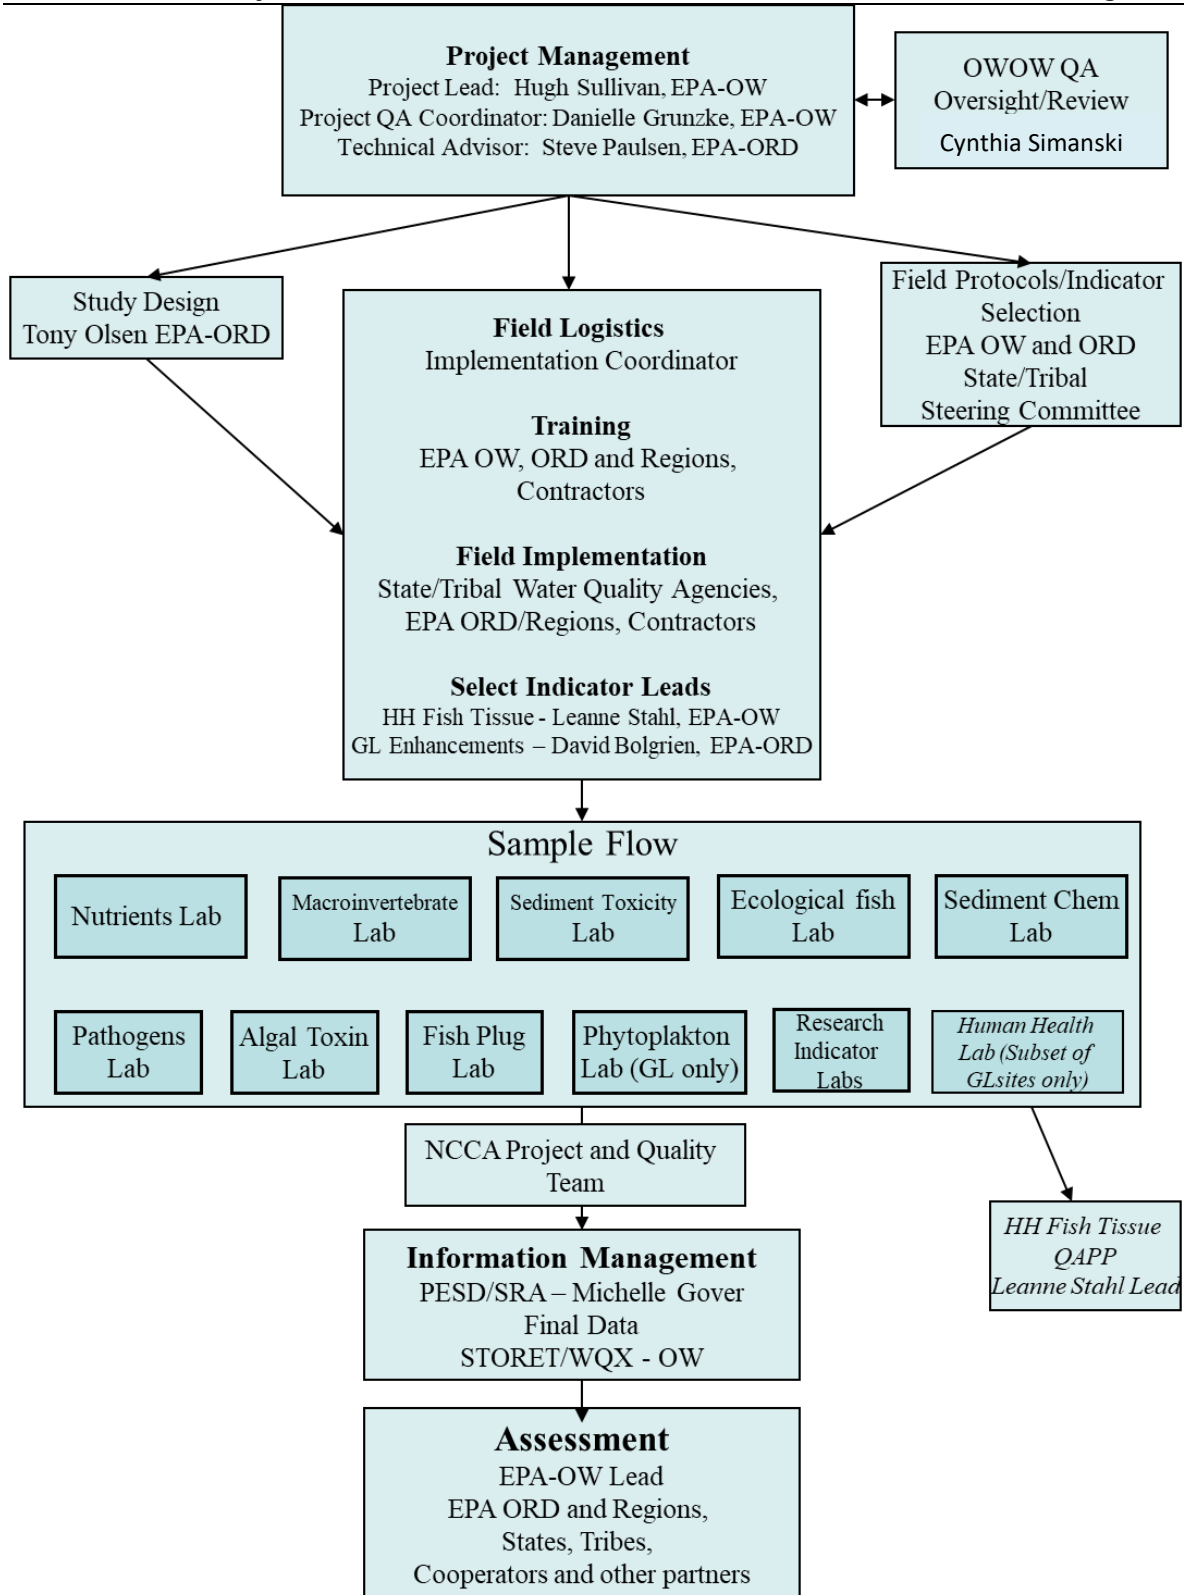 Project Management
Project Lead: Hugh Sullivan, EPA-OW
Project QA Coordinator: Danielle Grunzke, EPA-OW
Technical Advisor: Steve Paulsen, EPA-ORD
OWOW QA
Oversight/Review
Cynthia Simanski
Study Design
Tony Olsen EPA-ORD
Field Logistics
Implementation Coordinator
Training
EPA OW, ORD and Regions,
Contractors
Field Implementation
State/Tribal Water Quality Agencies,
EPA ORD/Regions, Contractors
Select Indicator Leads
HH Fish Tissue - Leanne Stahl, EPA-OW
GL Enhancements – David Bolgrien, EPA-ORD
Field Protocols/Indicator
Selection
EPA OW and ORD
State/Tribal
Steering Committee
Sample Flow
Nutrients Lab
Macroinvertebrate
Lab
Sediment Toxicity
Lab
Ecological fish
Lab
Sediment Chem
Lab
Pathogens
Lab
Algal Toxin
Lab
Fish Plug
Lab
Phytoplakton
Lab (GL only)
Research
Indicator
Labs
Human Health
Lab (Subset of
GLsites only)
NCCA Project and Quality
Team
HH Fish Tissue
QAPP
Leanne Stahl Lead
Information Management
PESD/SRA – Michelle Gover
Final Data
STORET/WQX - OW
Assessment
EPA-OW Lead
EPA ORD and Regions,
States, Tribes,
Cooperators and other partners